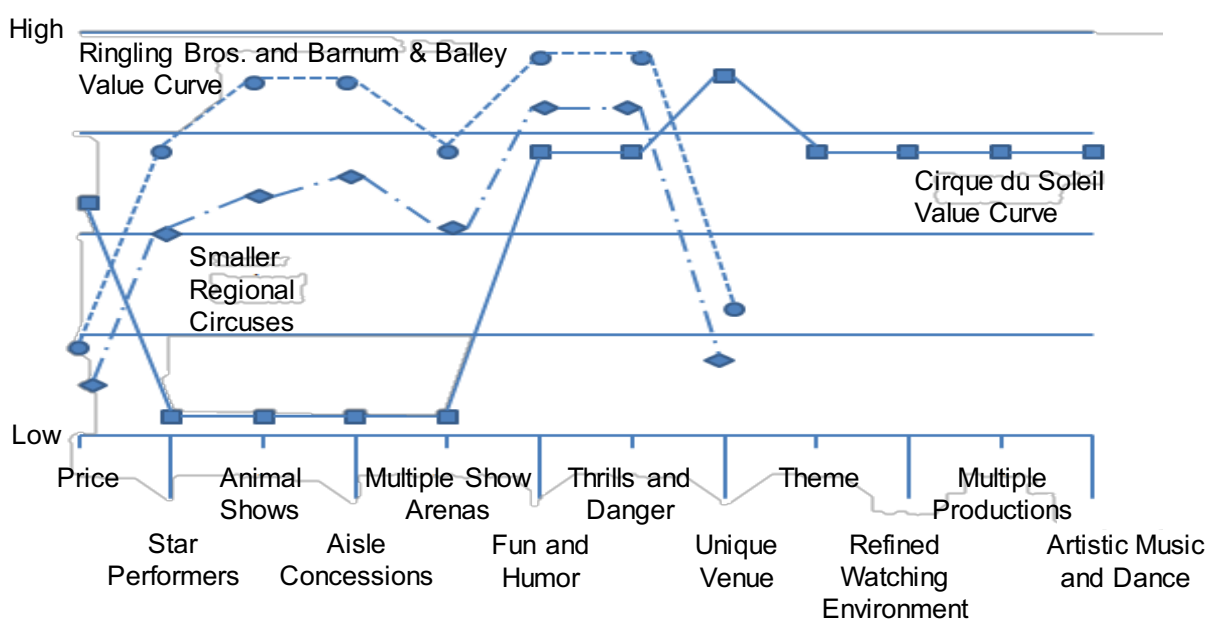 High
Ringling Bros. and Barnum & Balley
Value Curve
Cirque du Soleil
Value Curve
Smaller
Regional
Circuses
Low
Price
Animal
Shows
Multiple Show
Arenas
Thrills and
Danger
Theme
Multiple
Productions
Star
Performers
Aisle
Concessions
Fun and
Humor
Unique
Venue
Refined
Watching
Environment
Artistic Music
and Dance